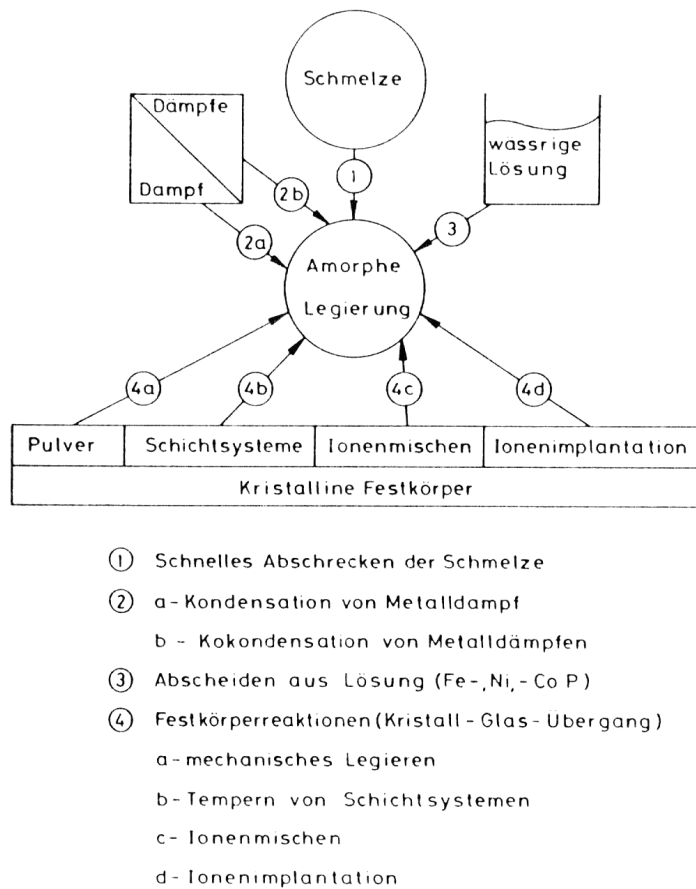 Schmelze
Dämpfe
Dampf
wässrige
Lösung
1
2b
2a
3
Amorphe
Legierung
4a
4b
4c
4d
Pulver
Schichtsysteme
Ionenmischen
Ionenimplantation
Kristalline Festkörper
1 Schnelles Abschrecken der Schmelze
2 a-Kondensation von Metalldampf
b - Kokondensation von Metalldämpfen
3 Abscheiden aus Lösung (Fe-,Ni,-Co P)
4 Festkörperreaktionen (Kristall-Glas-Übergang)
a-mechanisches Legieren
b-Tempern von Schichtsystemen
c- Ionenmischen
d-Ionenimplantation